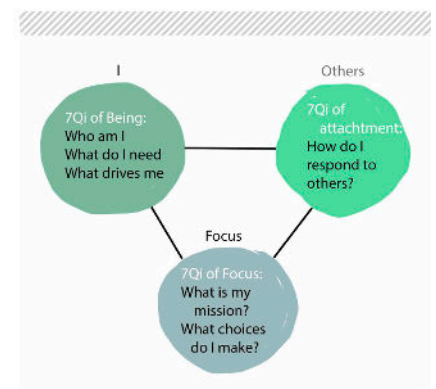 I
Others
7Qi of Being:
Who am I
What do I need
What drives me
7Qi of
attachtment:
How do I
respond to
others?
Focus
7Qi of Focus:
What is my
mission?
What choices
do I make?